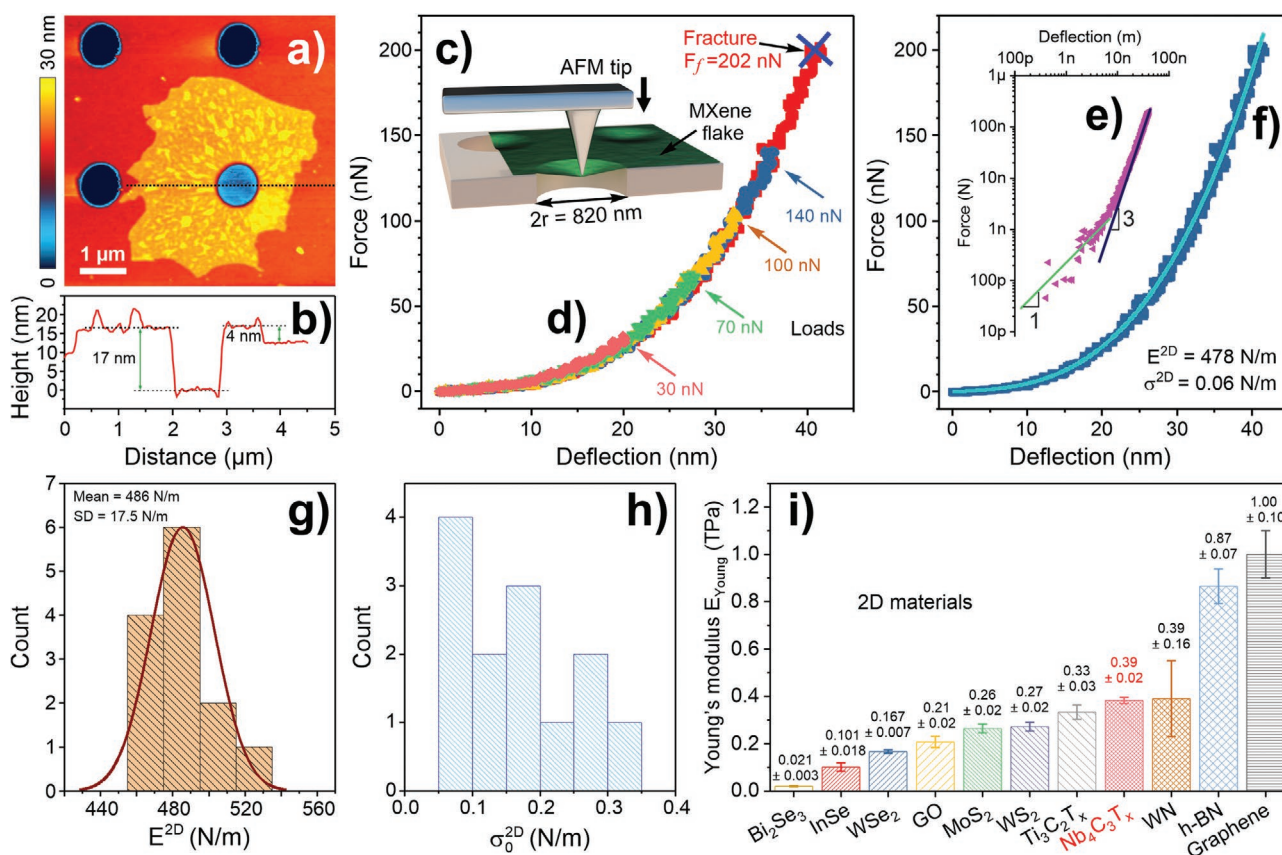 30 nm
0
a)
1 µm
b)
Height (nm)
25
20
15
10
5
0
17 nm
4 nm
0
1
2
3
4
5
Distance (µm)
c)
Force (nN)
200
150
100
50
0
Fracture
Ff=202 nN
AFM tip
MXene
flake
2r = 820 nm
140 nN
100 nN
70 nN
30 nN
Loads
d)
0
10
20
30
40
Deflection (nm)
f)
Force (nN)
200
150
100
50
0
0
10
20
30
40
Deflection (nm)
E2D = 478 N/m
σ2D = 0.06 N/m
e)
Deflection (m)
100p
1n
10n
100n
Force (N)
1µ
100n
10n
1n
100p
10p
3
1
g)
Mean = 486 N/m
SD = 17.5 N/m
Count
7
6
5
4
3
2
1
0
440
480
520
560
E2D (N/m)
h)
Count
5
4
3
2
1
0
0.0
0.1
0.2
0.3
0.4
σ02D (N/m)
i)
Young's modulus EYoung (TPa)
1.2
1.0
0.8
0.6
0.4
0.2
0.0
2D materials
0.021
± 0.003
0.101
± 0.018
0.167
± 0.007
0.21
± 0.02
0.26
± 0.02
0.27
± 0.02
0.33
± 0.03
0.39
± 0.02
0.39
± 0.16
0.87
± 0.07
1.00
± 0.10
Bi2Se3
InSe
WSe2
GO
MoS2
WS2
Ti3C2Tx
Nb4C3Tx
WN
h-BN
Graphene